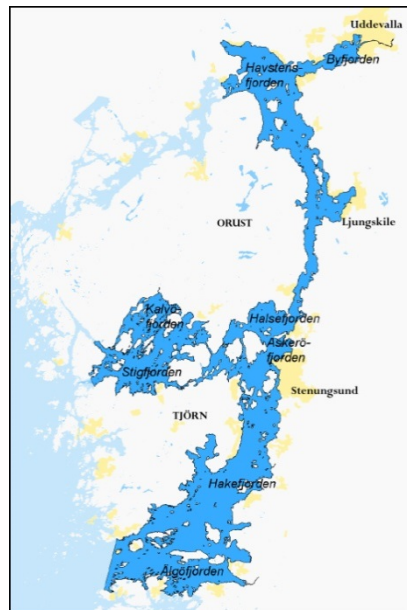 Uddevalla
Byfjorden
Havstens-
fjorden
Ljungskile
ORUST
Kalvö-
fjorden
Halsefjorden
Askerö-
fjorden
Stigfjorden
Stenungsund
TJÖRN
Hakefjorden
Älgöfjorden